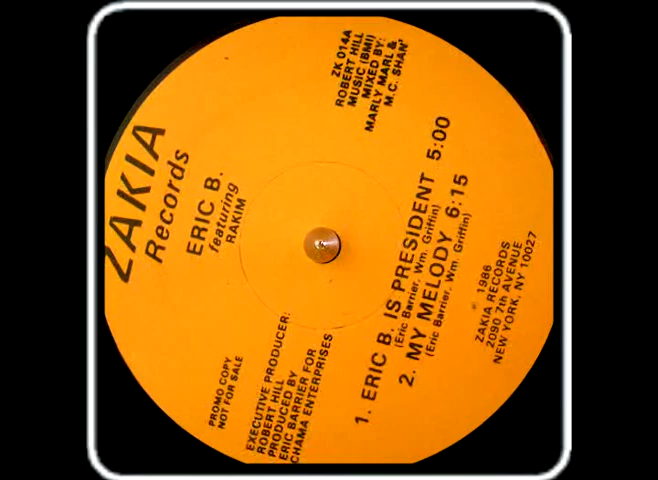 ZAKIA
Records
ERIC B.
featuring
RAKIM
ZK 014A
ROBERT HILL
MUSIC (BMI)
MIXED BY:
MARLY MARL &
M.C. SHAN'
PROMO COPY
NOT FOR SALE
EXECUTIVE PRODUCER:
ROBERT HILL
PRODUCED BY
ERIC BARRIER FOR
CHAMA ENTERPRISES
1. ERIC B. IS PRESIDENT 5:00
(Eric Barrier, Wm. Griffin)
2. MY MELODY 6:15
(Eric Barrier, Wm. Griffin)
1986
ZAKIA RECORDS
2090 7th AVENUE
NEW YORK, NY 10027